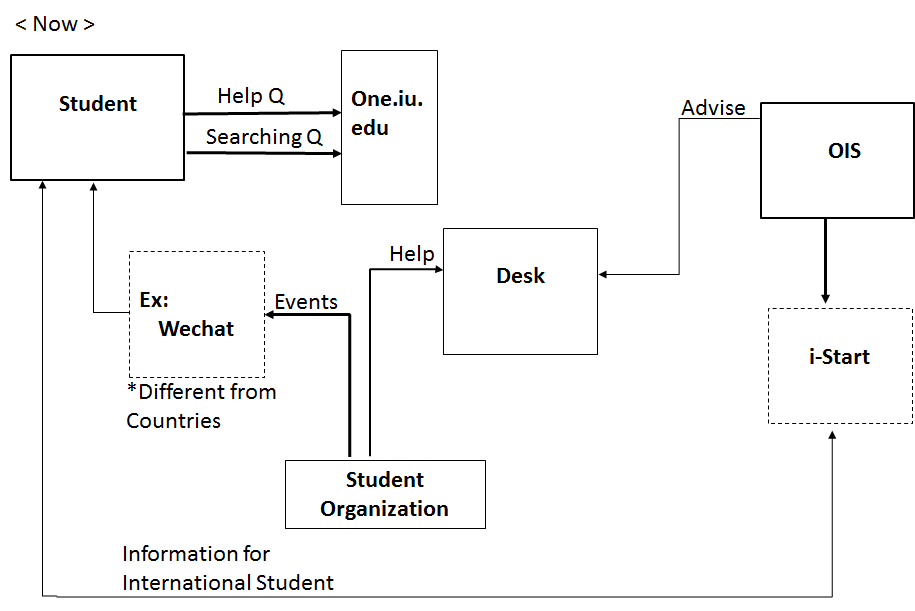 < Now >
Student
Help Q
Searching Q
One.iu.
edu
Advise
OIS
Help
Desk
Ex:
Wechat
Events
*Different from
Countries
i-Start
Student
Organization
Information for
International Student